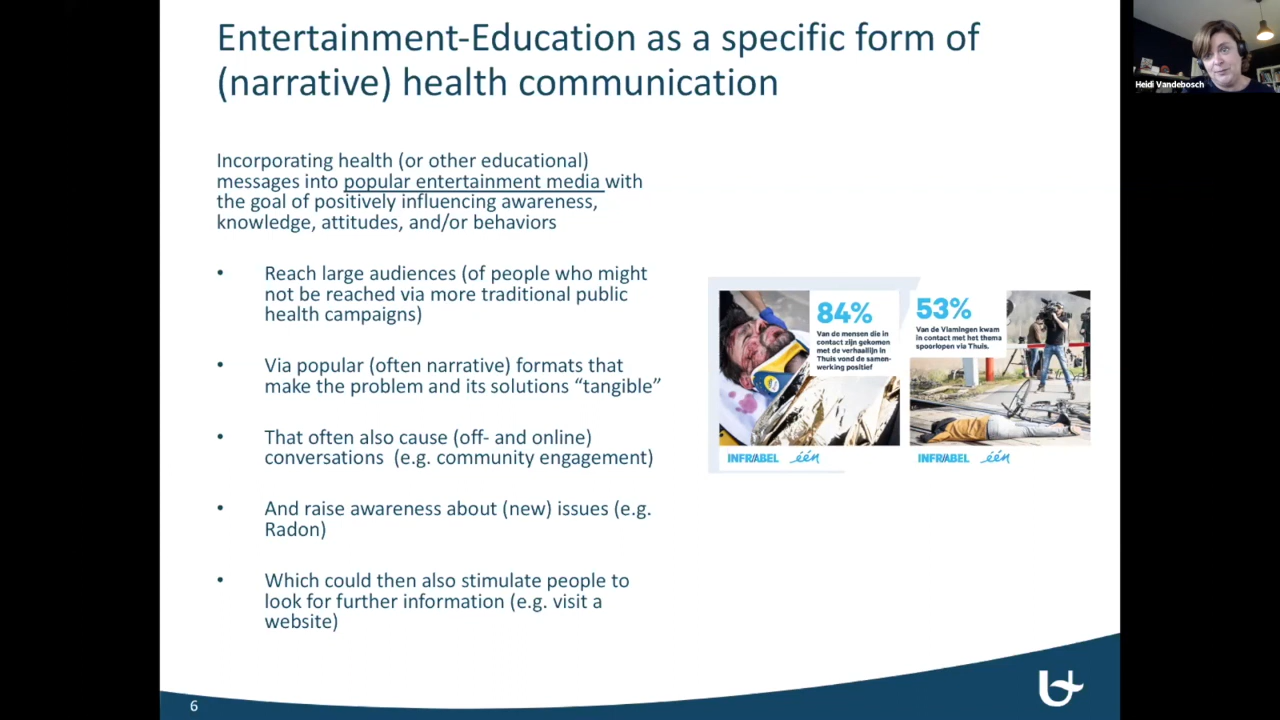 Entertainment-Education as a specific form of
(narrative) health communication
Heidi Vandebosch
Incorporating health (or other educational)
messages into popular entertainment media with
the goal of positively influencing awareness,
knowledge, attitudes, and/or behaviors
• Reach large audiences (of people who might
not be reached via more traditional public
health campaigns)
• Via popular (often narrative) formats that
make the problem and its solutions “tangible”
• That often also cause (off- and online)
conversations (e.g. community engagement)
• And raise awareness about (new) issues (e.g.
Radon)
• Which could then also stimulate people to
look for further information (e.g. visit a
website)
84%
Van de mensen die in
contact zijn gekomen
met de verhaallijn in
Thuis vond de samen-
werking positief
INFRABEL één
53%
Van de Vlamingen kwam
in contact met het thema
spoorlopen via Thuis.
INFRABEL één
6